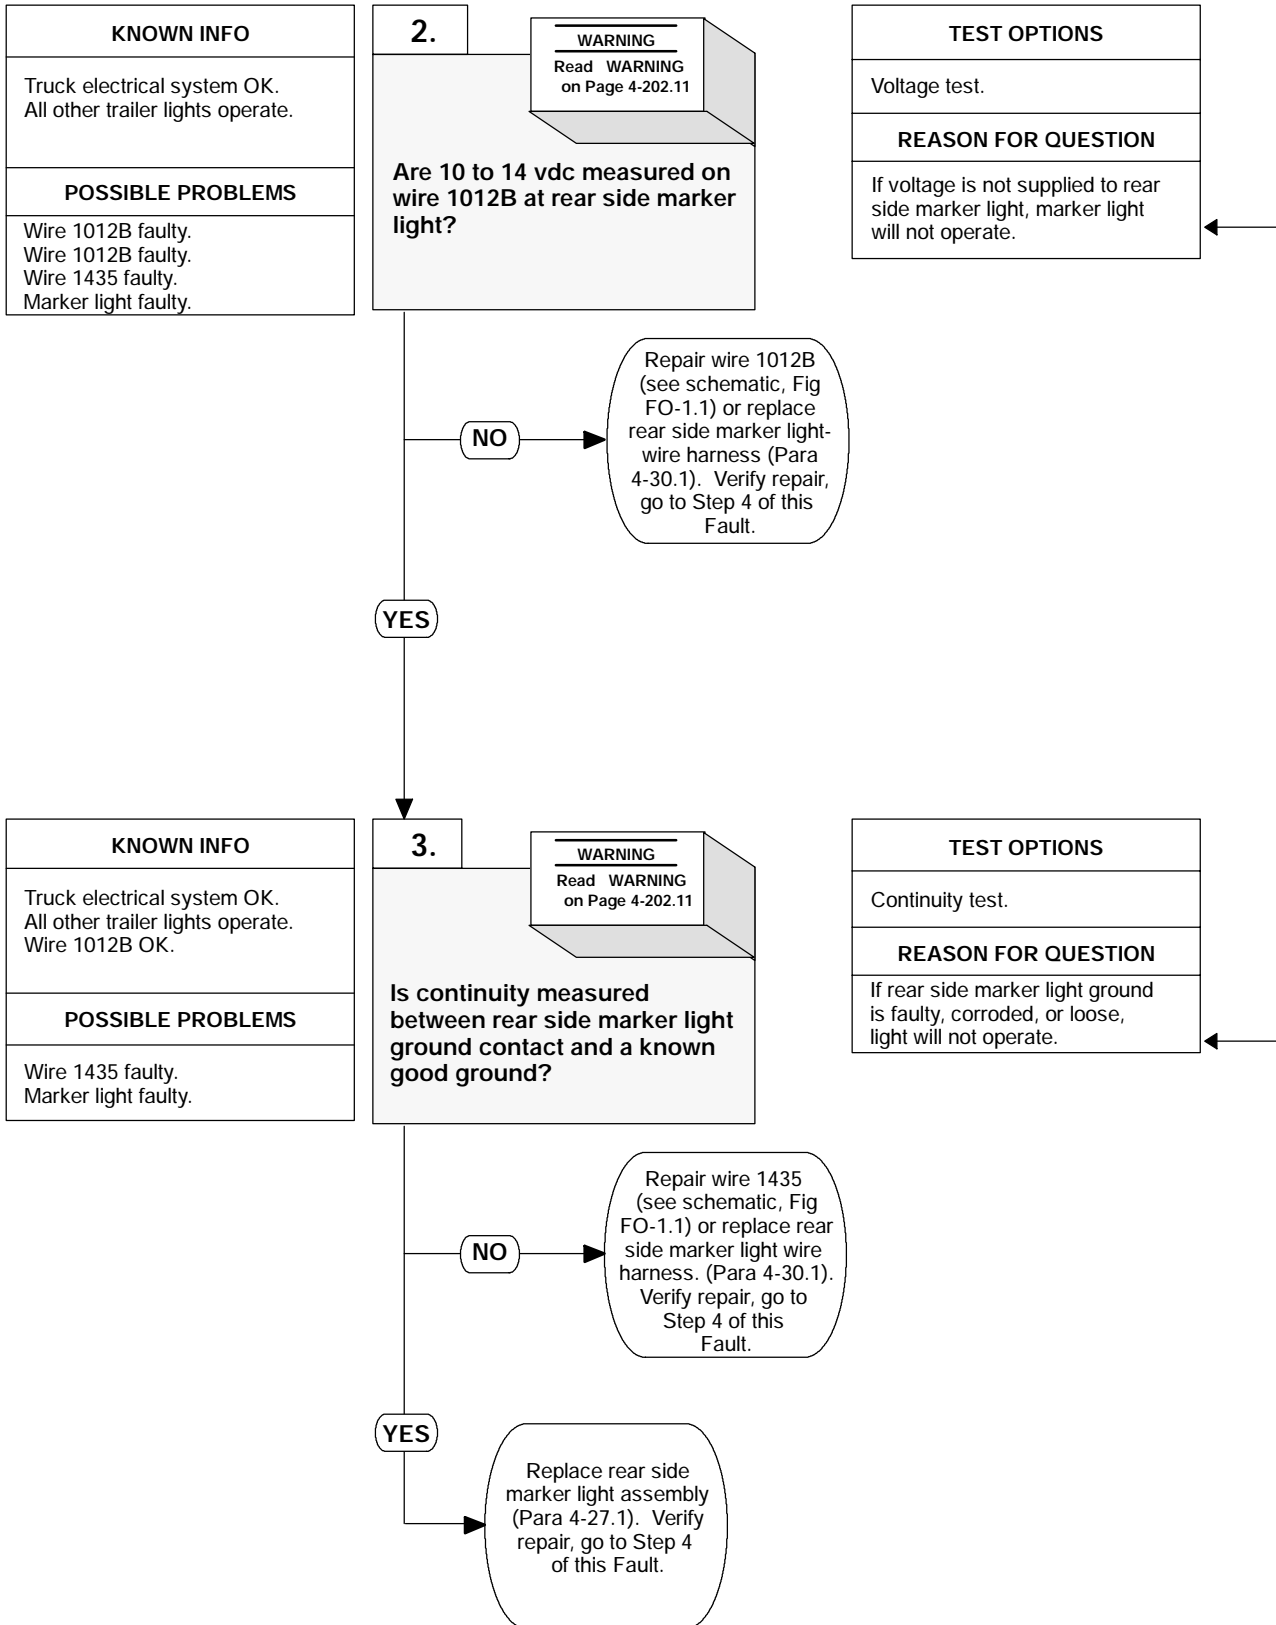 KNOWN INFO
Truck electrical system OK.
All other trailer lights operate.
POSSIBLE PROBLEMS
Wire 1012B faulty.
Wire 1012B faulty.
Wire 1435 faulty.
Marker light faulty.
2.
WARNING
Read WARNING
on Page 4-202.11
Are 10 to 14 vdc measured on
wire 1012B at rear side marker
light?
TEST OPTIONS
Voltage test.
REASON FOR QUESTION
If voltage is not supplied to rear
side marker light, marker light
will not operate.
NO
Repair wire 1012B
(see schematic, Fig
FO-1.1) or replace
rear side marker light-
wire harness (Para
4-30.1). Verify repair,
go to Step 4 of this
Fault.
YES
KNOWN INFO
Truck electrical system OK.
All other trailer lights operate.
Wire 1012B OK.
POSSIBLE PROBLEMS
Wire 1435 faulty.
Marker light faulty.
3.
WARNING
Read WARNING
on Page 4-202.11
Is continuity measured
between rear side marker light
ground contact and a known
good ground?
TEST OPTIONS
Continuity test.
REASON FOR QUESTION
If rear side marker light ground
is faulty, corroded, or loose,
light will not operate.
NO
Repair wire 1435
(see schematic, Fig
FO-1.1) or replace rear
side marker light wire
harness. (Para 4-30.1).
Verify repair, go to
Step 4 of this
Fault.
YES
Replace rear side
marker light assembly
(Para 4-27.1). Verify
repair, go to Step 4
of this Fault.